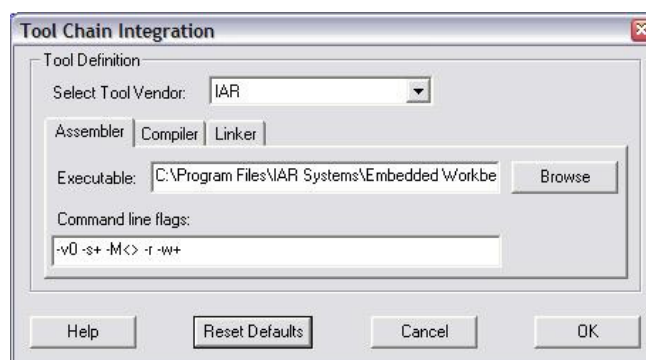 Tool Chain Integration
Tool Definition
Select Tool Vendor: IAR
Assembler Compiler Linker
Executable: C:\Program Files\IAR Systems\Embedded Workbe Browse
Command line flags:
-v0 -s+ -M<> -r -w+
Help Reset Defaults Cancel OK